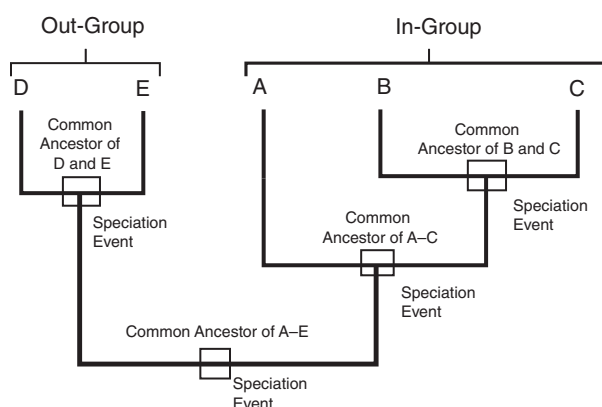 Out-Group
In-Group
D
E
A
B
C
Common
Ancestor of
D and E
Common
Ancestor of B and C
Speciation
Event
Speciation
Event
Common
Ancestor of A–C
Speciation
Event
Common Ancestor of A–E
Speciation
Event